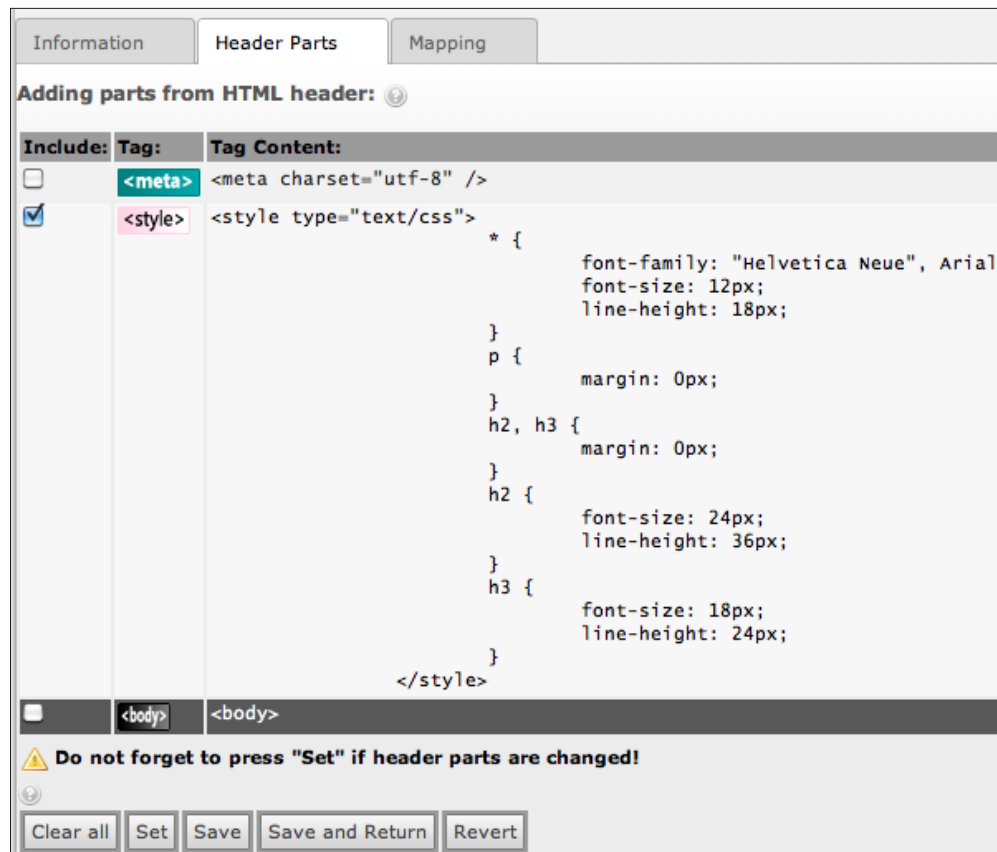 Information Header Parts Mapping
Adding parts from HTML header:
Include: Tag: Tag Content:
<meta> <meta charset="utf-8" />
<style> <style type="text/css">
* {
font-family: "Helvetica Neue", Arial
font-size: 12px;
line-height: 18px;
}
p {
margin: 0px;
}
h2, h3 {
margin: 0px;
}
h2 {
font-size: 24px;
line-height: 36px;
}
h3 {
font-size: 18px;
line-height: 24px;
}
</style>
<body> <body>
Do not forget to press "Set" if header parts are changed!
Clear all Set Save Save and Return Revert